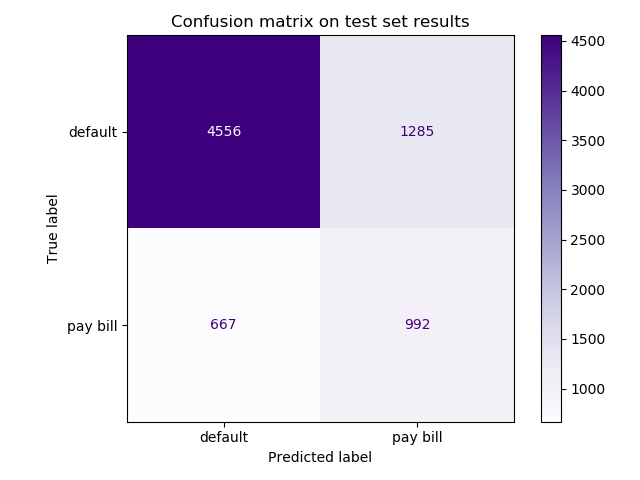 Confusion matrix on test set results
True label
default
pay bill
4556
1285
667
992
default
pay bill
Predicted label
4500
4000
3500
3000
2500
2000
1500
1000